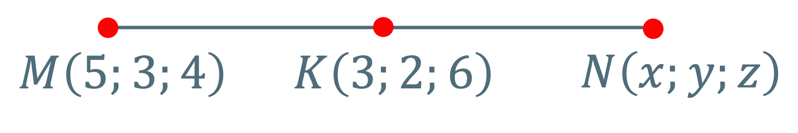 M(5; 3; 4) K(3; 2; 6) N(x; y; z)